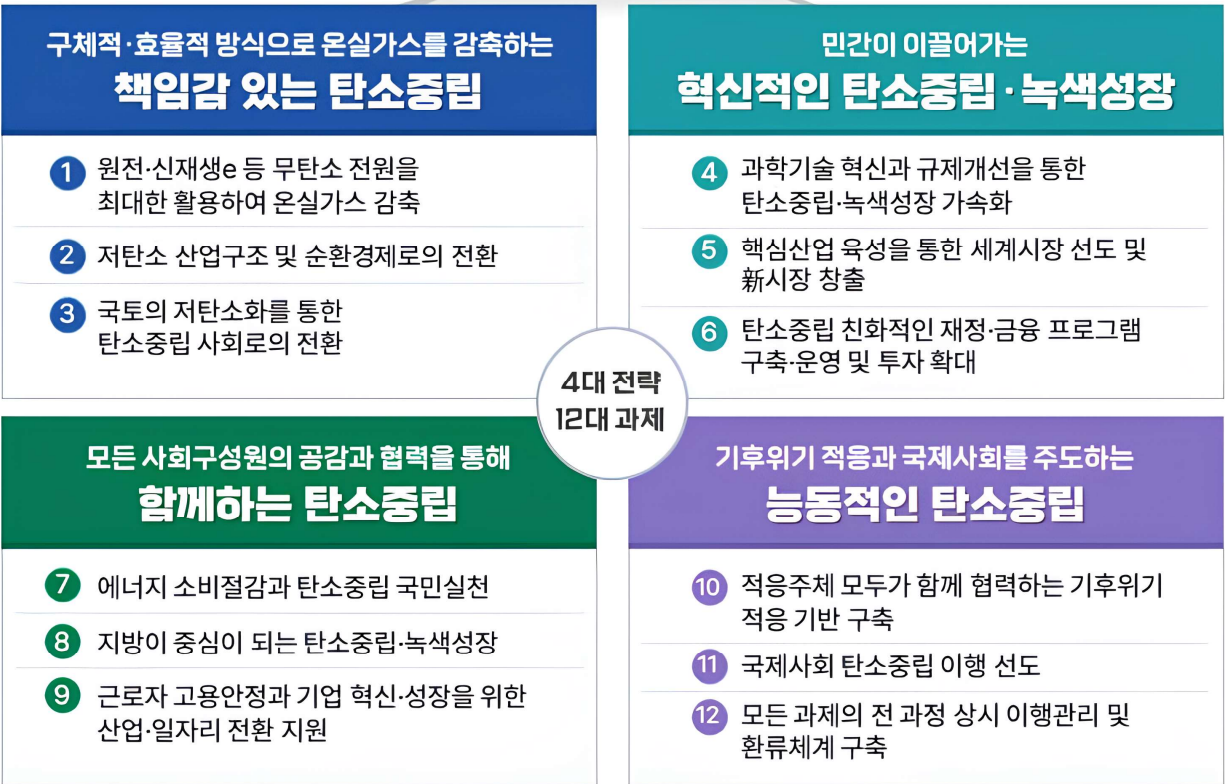 구체적·효율적 방식으로 온실가스를 감축하는
책임감 있는 탄소중립
1 원전·신재생e 등 무탄소 전원을
최대한 활용하여 온실가스 감축
2 저탄소 산업구조 및 순환경제로의 전환
3 국토의 저탄소화를 통한
탄소중립 사회로의 전환
민간이 이끌어가는
혁신적인 탄소중립·녹색성장
4 과학기술 혁신과 규제개선을 통한
탄소중립·녹색성장 가속화
5 핵심산업 육성을 통한 세계시장 선도 및
新시장 창출
6 탄소중립 친화적인 재정·금융 프로그램
구축·운영 및 투자 확대
4대 전략
12대 과제
모든 사회구성원의 공감과 협력을 통해
함께하는 탄소중립
7 에너지 소비절감과 탄소중립 국민실천
8 지방이 중심이 되는 탄소중립·녹색성장
9 근로자 고용안정과 기업 혁신·성장을 위한
산업·일자리 전환 지원
기후위기 적응과 국제사회를 주도하는
능동적인 탄소중립
10 적응주체 모두가 함께 협력하는 기후위기
적응 기반 구축
11 국제사회 탄소중립 이행 선도
12 모든 과제의 전 과정 상시 이행관리 및
환류체계 구축